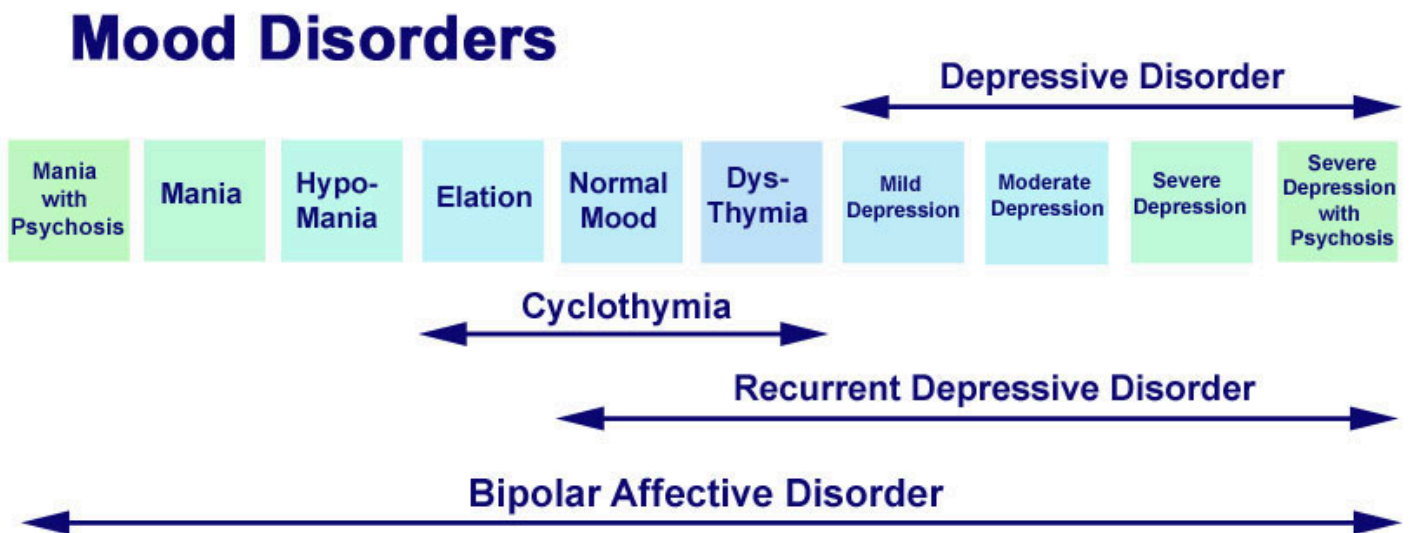 Mood Disorders
Depressive Disorder
Mania
with
Psychosis
Mania
Hypo-
Mania
Elation
Normal
Mood
Dys-
Thymia
Mild
Depression
Moderate
Depression
Severe
Depression
Severe
Depression
with
Psychosis
Cyclothymia
Recurrent Depressive Disorder
Bipolar Affective Disorder